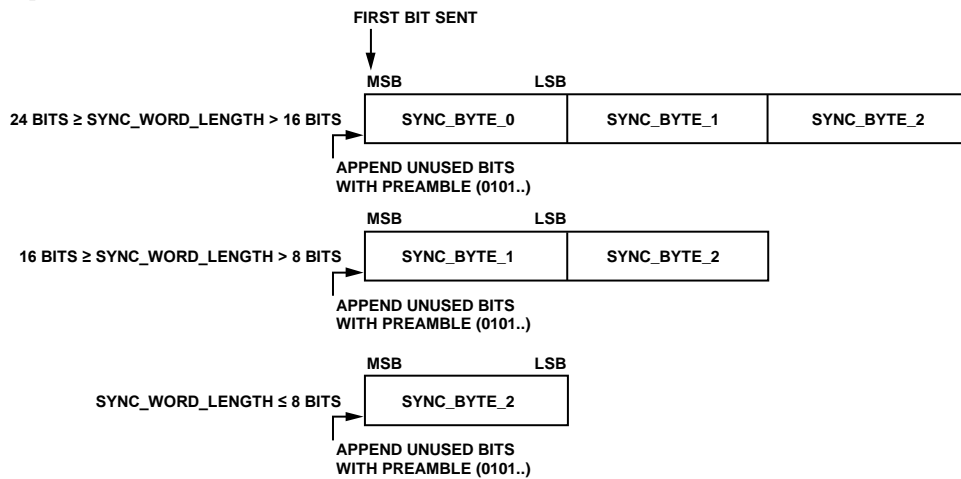 FIRST BIT SENT
MSB LSB
24 BITS ≥ SYNC_WORD_LENGTH > 16 BITS SYNC_BYTE_0 SYNC_BYTE_1 SYNC_BYTE_2
APPEND UNUSED BITS
WITH PREAMBLE (0101..)
MSB LSB
16 BITS ≥ SYNC_WORD_LENGTH > 8 BITS SYNC_BYTE_1 SYNC_BYTE_2
APPEND UNUSED BITS
WITH PREAMBLE (0101..)
MSB LSB
SYNC_WORD_LENGTH ≤ 8 BITS SYNC_BYTE_2
APPEND UNUSED BITS
WITH PREAMBLE (0101..)